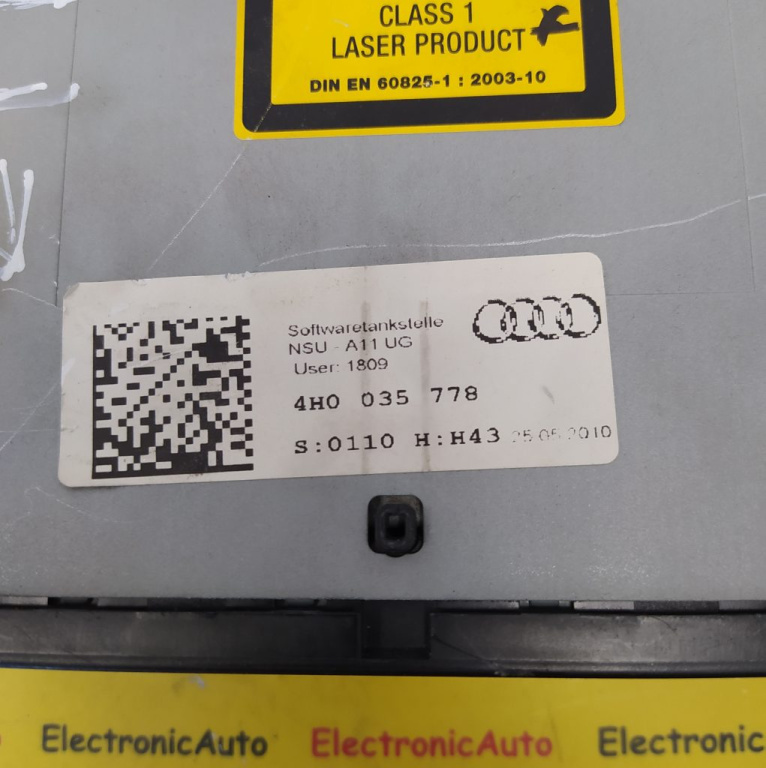 CLASS 1
LASER PRODUCT
DIN EN 60825-1 : 2003-10
Softwaretankstelle
NSU - A11 UG
User: 1809
4H0 035 778
S:0110 H:H43 25.05.2010
ElectronicAuto ElectronicAuto Electronic